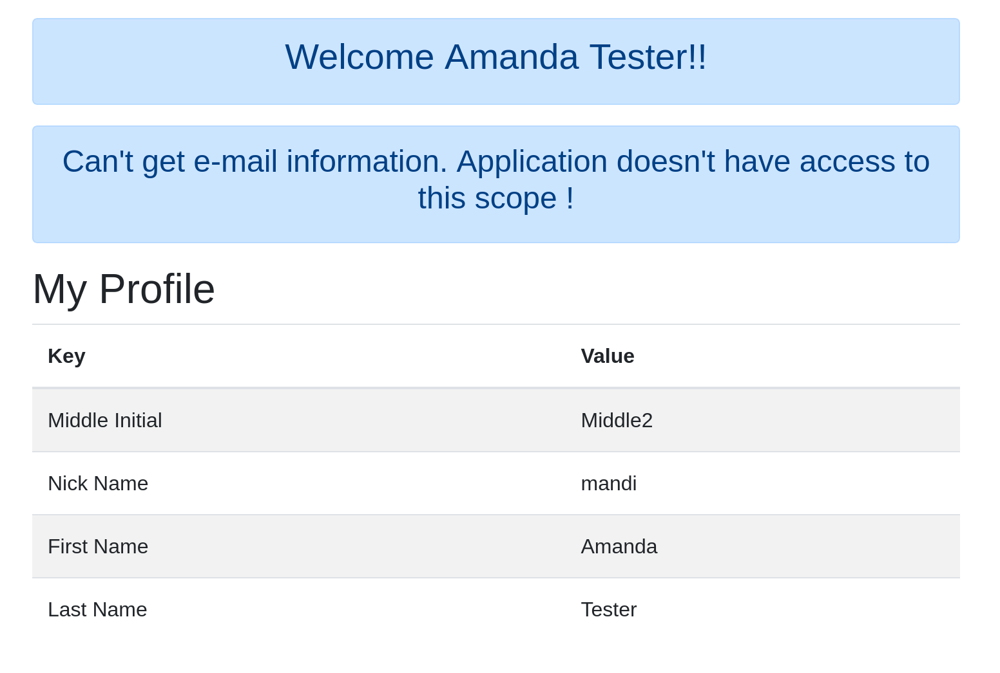 Welcome Amanda Tester!!
Can't get e-mail information. Application doesn't have access to
this scope !
My Profile
Key Value
Middle Initial Middle2
Nick Name mandi
First Name Amanda
Last Name Tester